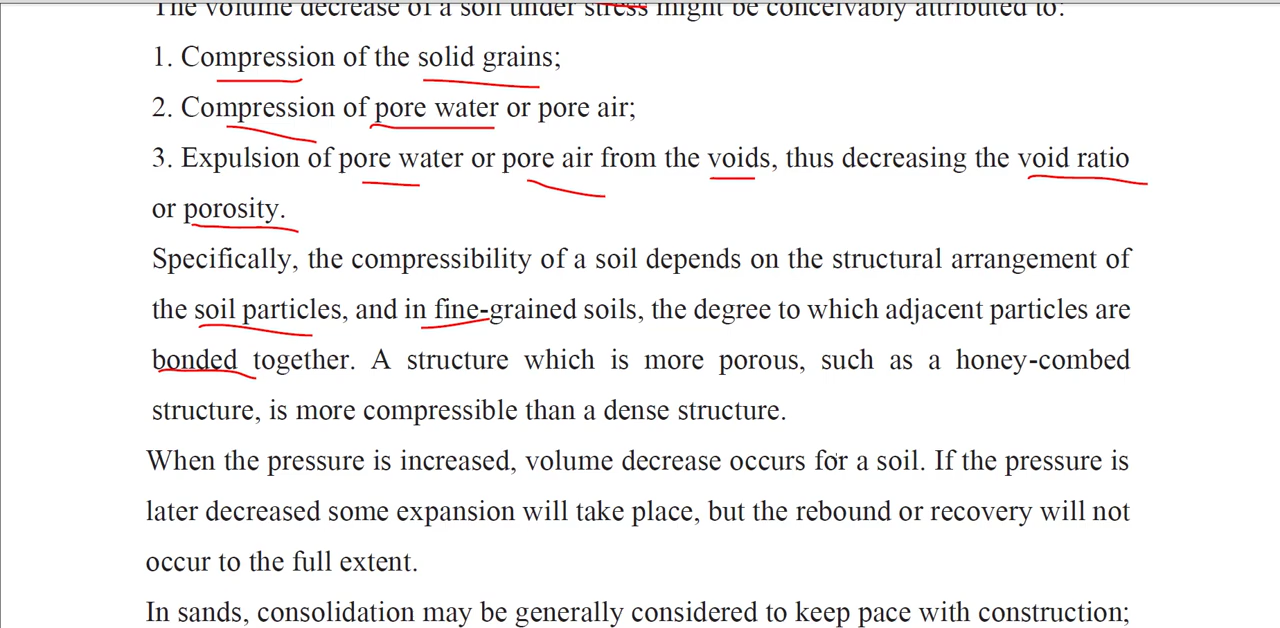 The volume decrease of a soil under stress might be conceivably attributed to:
1. Compression of the solid grains;
2. Compression of pore water or pore air;
3. Expulsion of pore water or pore air from the voids, thus decreasing the void ratio
or porosity.
Specifically, the compressibility of a soil depends on the structural arrangement of
the soil particles, and in fine-grained soils, the degree to which adjacent particles are
bonded together. A structure which is more porous, such as a honey-combed
structure, is more compressible than a dense structure.
When the pressure is increased, volume decrease occurs for a soil. If the pressure is
later decreased some expansion will take place, but the rebound or recovery will not
occur to the full extent.
In sands, consolidation may be generally considered to keep pace with construction;